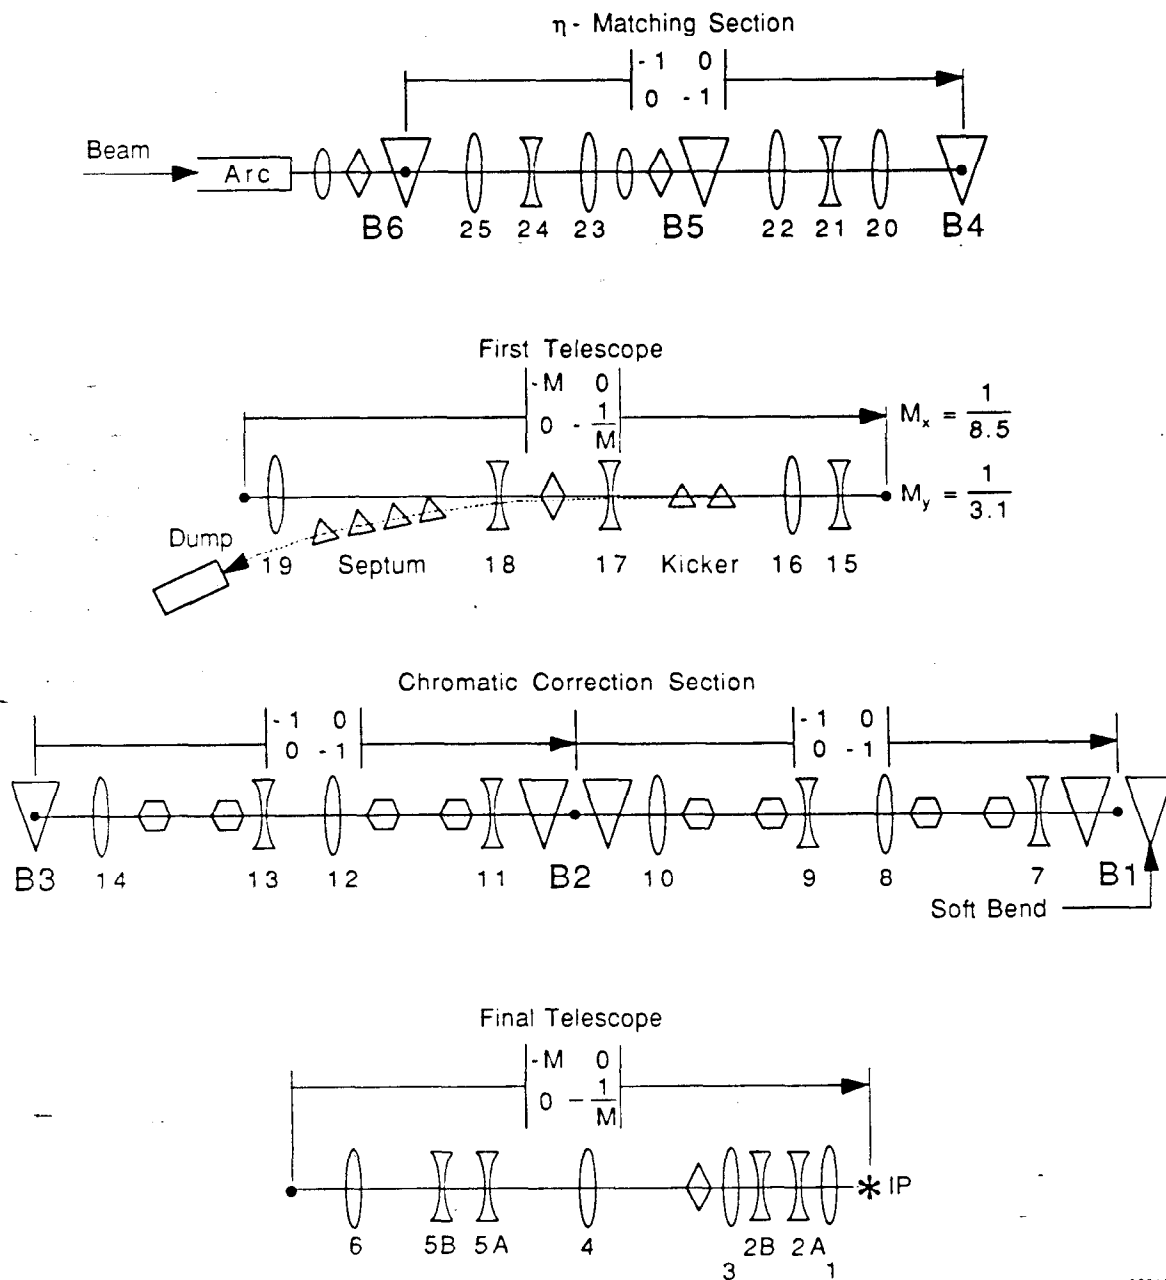 η - Matching Section
- 1 0
0 - 1
Beam
Arc
B6 25 24 23 B5 22 21 20 B4
First Telescope
-M 0
0 - 1/M
Mx = 1/8.5
My = 1/3.1
Dump
19 Septum 18 17 Kicker 16 15
Chromatic Correction Section
- 1 0 - 1 0
0 - 1 0 - 1
B3 14 13 12 11 B2 10 9 8 7 B1
Soft Bend
Final Telescope
-M 0
0 - 1/M
IP
6 5B 5A 4 3 2B 2A 1